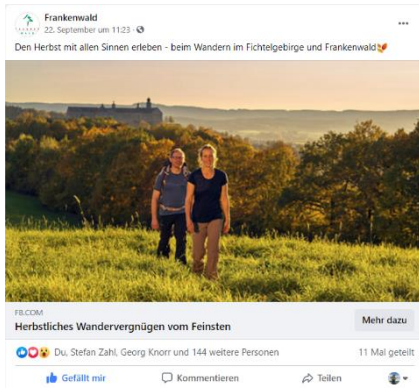 Frankenwald
22. September um 11:23 ·
Den Herbst mit allen Sinnen erleben - beim Wandern im Fichtelgebirge und Frankenwald
FB.COM
Herbstliches Wandervergnügen vom Feinsten
Mehr dazu
Du, Stefan Zahl, Georg Knorr und 144 weitere Personen
11 Mal geteilt
Gefällt mir
Kommentieren
Teilen